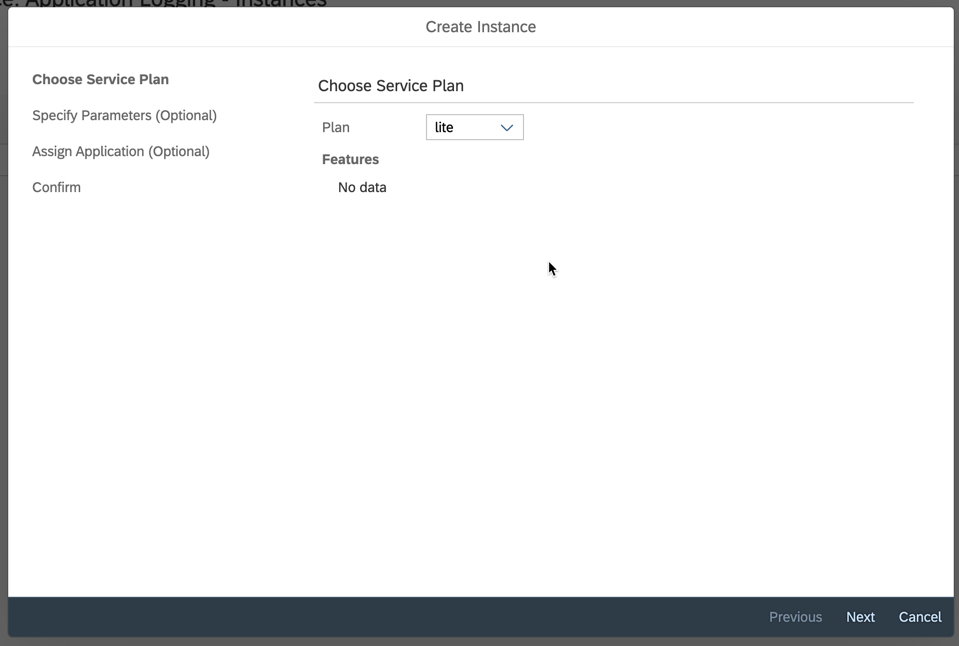 Application Logging - Instances
Create Instance
Choose Service Plan
Specify Parameters (Optional)
Assign Application (Optional)
Confirm
Choose Service Plan
Plan
lite
Features
No data
Previous
Next
Cancel